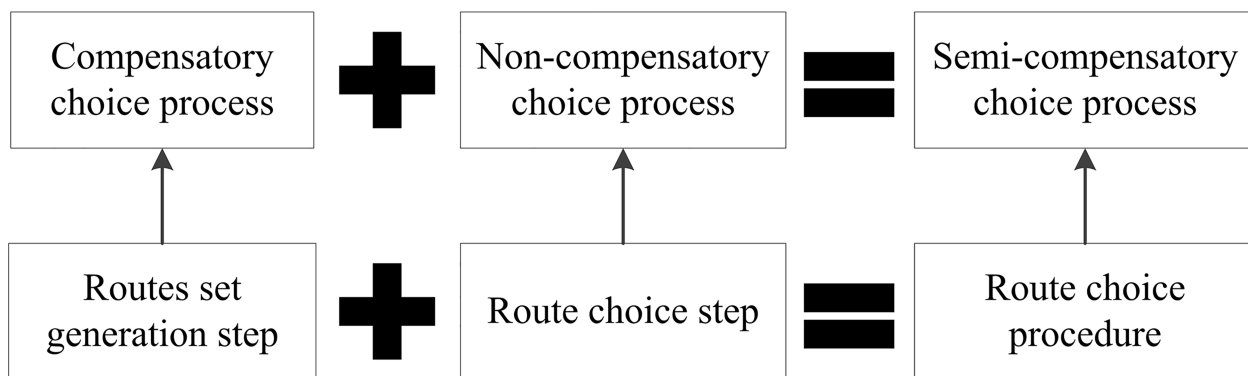 Compensatory
choice process
Non-compensatory
choice process
Semi-compensatory
choice process
Routes set
generation step
Route choice step
Route choice
procedure